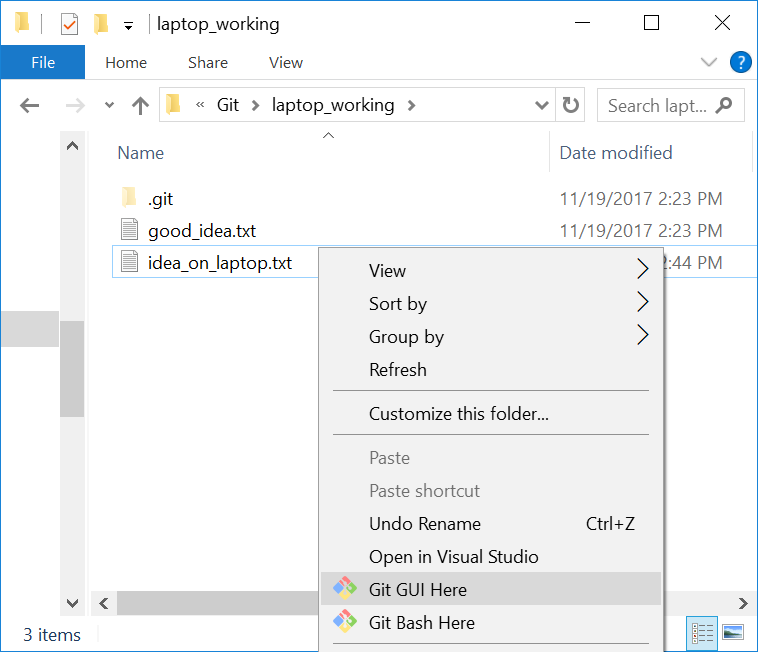 laptop_working
File Home Share View ?
« Git > laptop_working > Search lapt...
Name Date modified
.git 11/19/2017 2:23 PM
good_idea.txt 11/19/2017 2:23 PM
idea_on_laptop.txt 2:44 PM
View
Sort by
Group by
Refresh
Customize this folder...
Paste
Paste shortcut
Undo Rename Ctrl+Z
Open in Visual Studio
Git GUI Here
Git Bash Here
3 items